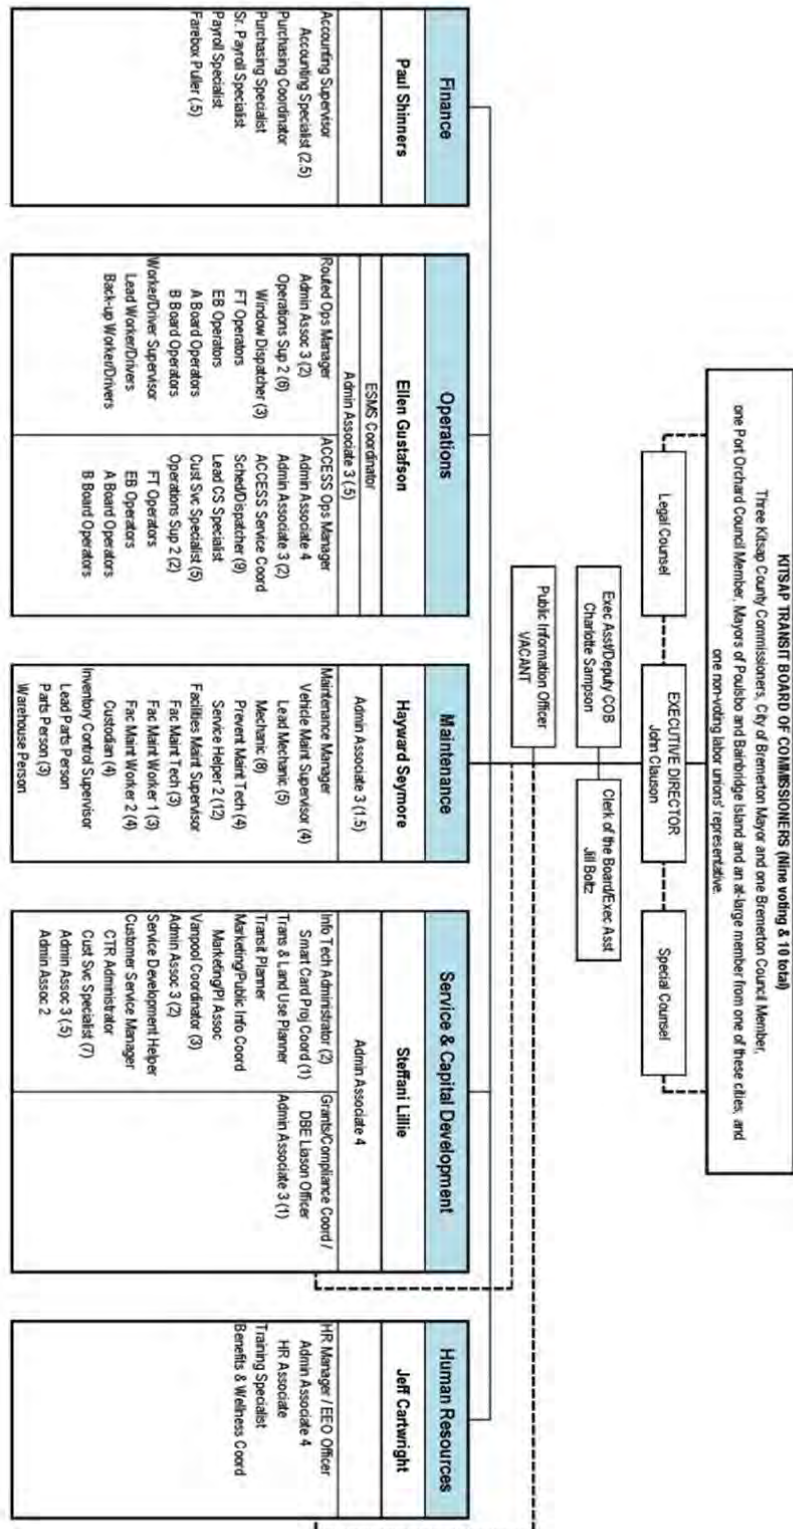 KITSAP TRANSIT BOARD OF COMMISSIONERS (Nine voting & 10 total)
Three Kitsap County Commissioners, City of Bremerton Mayor and one Bremerton Council Member,
one Port Orchard Council Member, Mayors of Poulsbo and Bainbridge Island and an at-large member from one of these cities, and
one non-voting labor unions' representative.
Legal Counsel
EXECUTIVE DIRECTOR
John Clauson
Special Counsel
Exec Asst/Deputy COB
Charlotte Sampson
Clerk of the Board/Exec Asst
Jill Boltz
Public Information Officer
VACANT
Finance
Paul Shinners
Accounting Supervisor
Accounting Specialist (2.5)
Purchasing Coordinator
Purchasing Specialist
Sr. Payroll Specialist
Payroll Specialist
Farebox Puller (.5)
Operations
Ellen Gustafson
ESMS Coordinator
Admin Associate 3 (.5)
Routed Ops Manager
Admin Assoc 3 (2)
Operations Sup 2 (6)
Window Dispatcher (3)
FT Operators
EB Operators
A Board Operators
B Board Operators
Worker/Driver Supervisor
Lead Worker/Drivers
Back-up Worker/Drivers
ACCESS Ops Manager
Admin Associate 4
Admin Associate 3 (2)
ACCESS Service Coord
Sched/Dispatcher (9)
Lead CS Specialist
Cust Svc Specialist (5)
Operations Sup 2 (2)
FT Operators
EB Operators
A Board Operators
B Board Operators
Maintenance
Hayward Seymore
Admin Associate 3 (1.5)
Maintenance Manager
Vehicle Maint Supervisor (4)
Lead Mechanic (5)
Mechanic (8)
Prevent Maint Tech (4)
Service Helper 2 (12)
Facilities Maint Supervisor
Fac Maint Tech (3)
Fac Maint Worker 1 (3)
Fac Maint Worker 2 (4)
Custodian (4)
Inventory Control Supervisor
Lead Parts Person
Parts Person (3)
Warehouse Person
Service & Capital Development
Steffani Lillie
Admin Associate 4
Info Tech Administrator (2)
Smart Card Proj Coord (1)
Trans & Land Use Planner
Transit Planner
Marketing/Public Info Coord
Marketing/PI Assoc
Vanpool Coordinator (3)
Admin Assoc 3 (2)
Service Development Helper
Customer Service Manager
CTR Administrator
Cust Svc Specialist (7)
Admin Assoc 3 (.5)
Admin Assoc 2
Grants/Compliance Coord /
DBE Liason Officer
Admin Associate 3 (1)
Human Resources
Jeff Cartwright
HR Manager / EEO Officer
Admin Associate 4
HR Associate
Training Specialist
Benefits & Wellness Coord